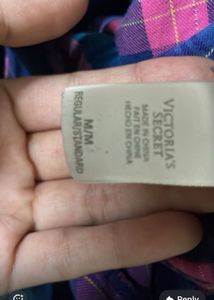 VICTORIA'S
SECRET
MADE IN CHINA
FAIT EN CHINE
HECHO EN CHINA
M/M
REGULAR/STANDARD
Reply